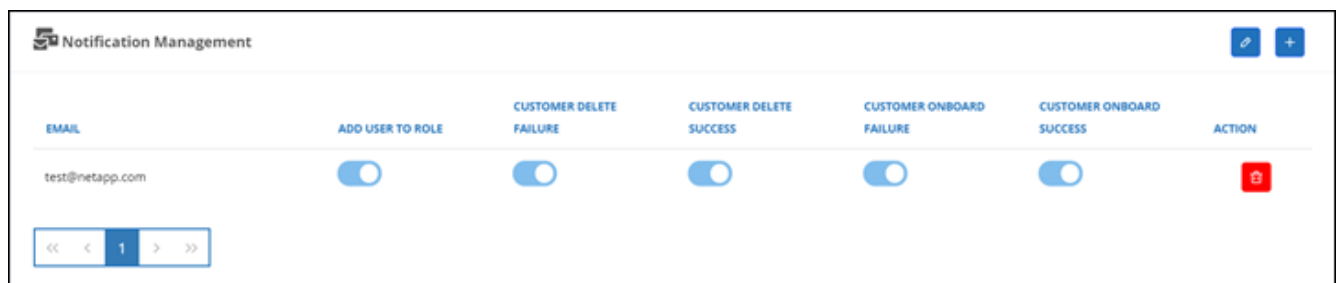 Notification Management
CUSTOMER DELETE CUSTOMER DELETE CUSTOMER ONBOARD CUSTOMER ONBOARD
EMAIL ADD USER TO ROLE FAILURE SUCCESS FAILURE SUCCESS ACTION
test@netapp.com
<< < 1 > >>